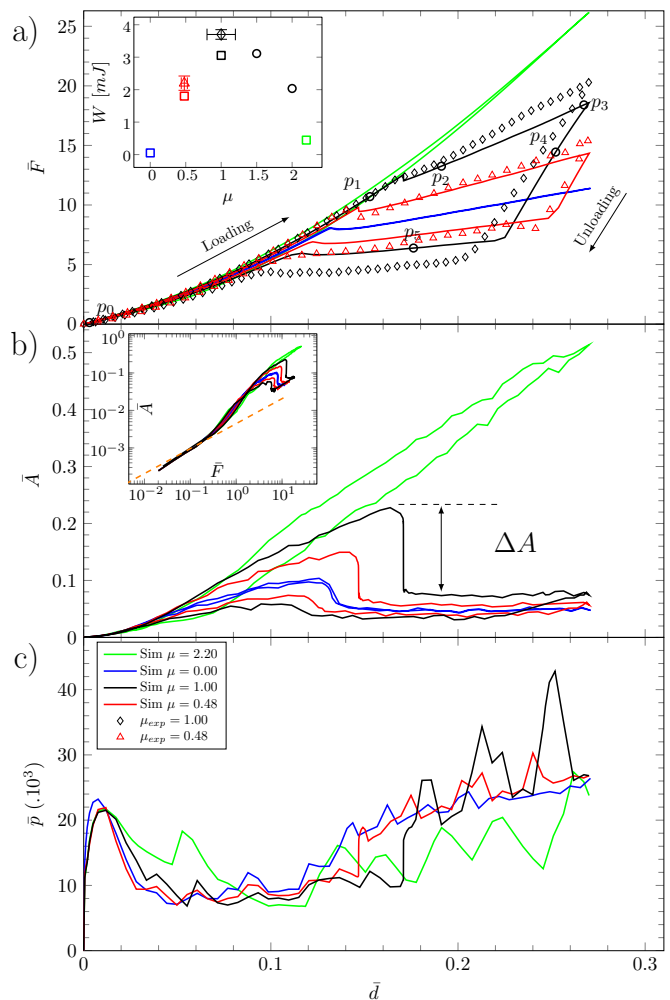 a)
25
20
15
10
5
0
F̄
W [mJ]
4
3
2
1
0
0.0
0.5
1.0
1.5
2.0
μ
Loading
Unloading
p₀
p₁
p₂
p₃
p₄
p₅
b)
0.5
0.4
0.3
0.2
0.1
0
Ā
10⁰
10⁻¹
10⁻²
10⁻³
Ā
10⁻²
10⁻¹
10⁰
10¹
F̄
ΔA
c)
Sim μ = 2.20
Sim μ = 0.00
Sim μ = 1.00
Sim μ = 0.48
μₑₓₚ = 1.00
μₑₓₚ = 0.48
40
30
20
10
0
p̄ (.10³)
0
0.1
0.2
0.3
d̄